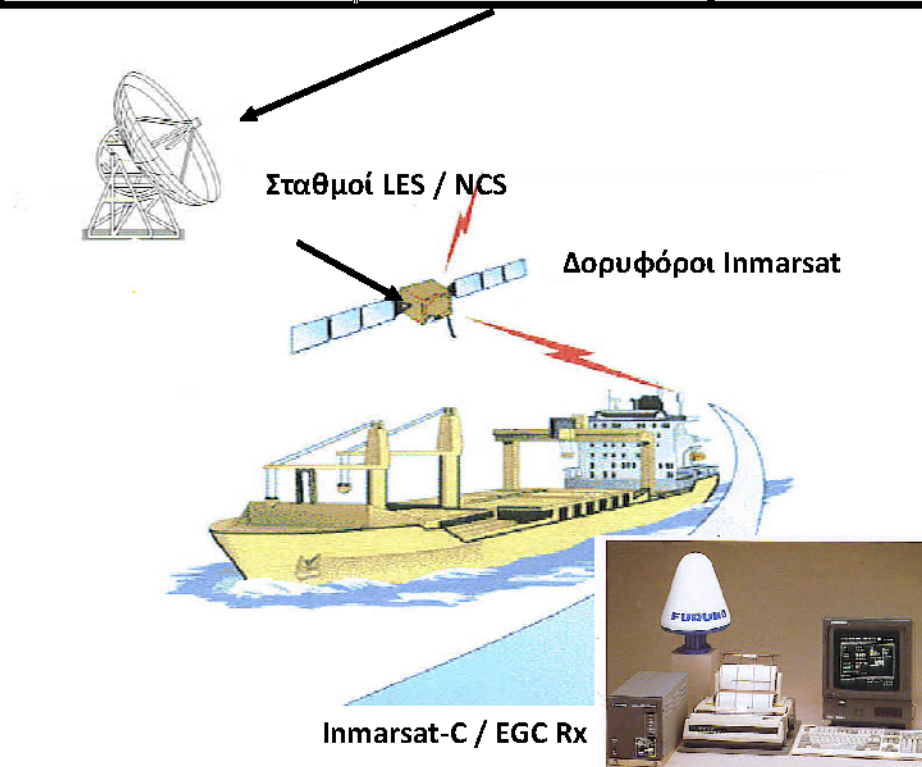 Σταθμοί LES / NCS
Δορυφόροι Inmarsat
FURUNO
Inmarsat-C / EGC Rx